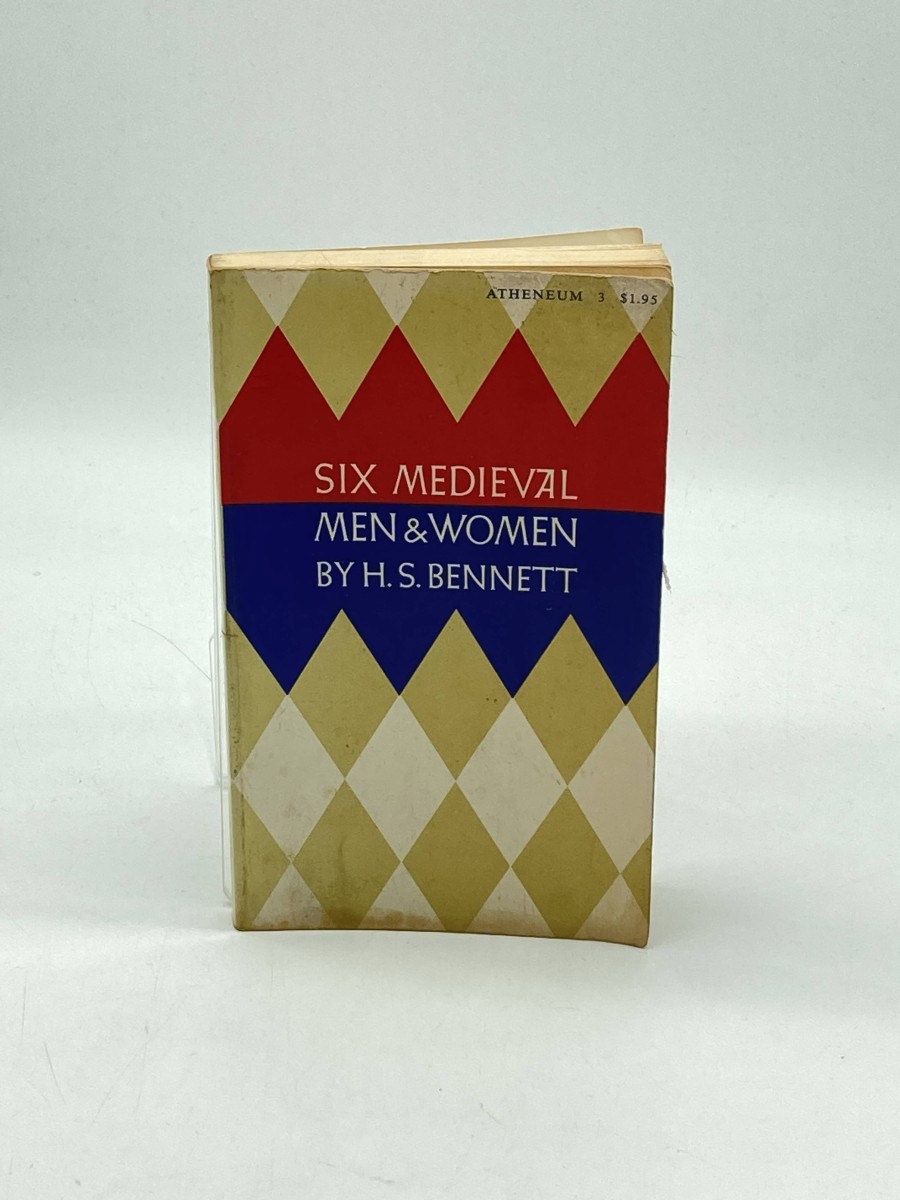 ATHENEUM 3 $1.95
SIX MEDIEVAL
MEN & WOMEN
BY H. S. BENNETT